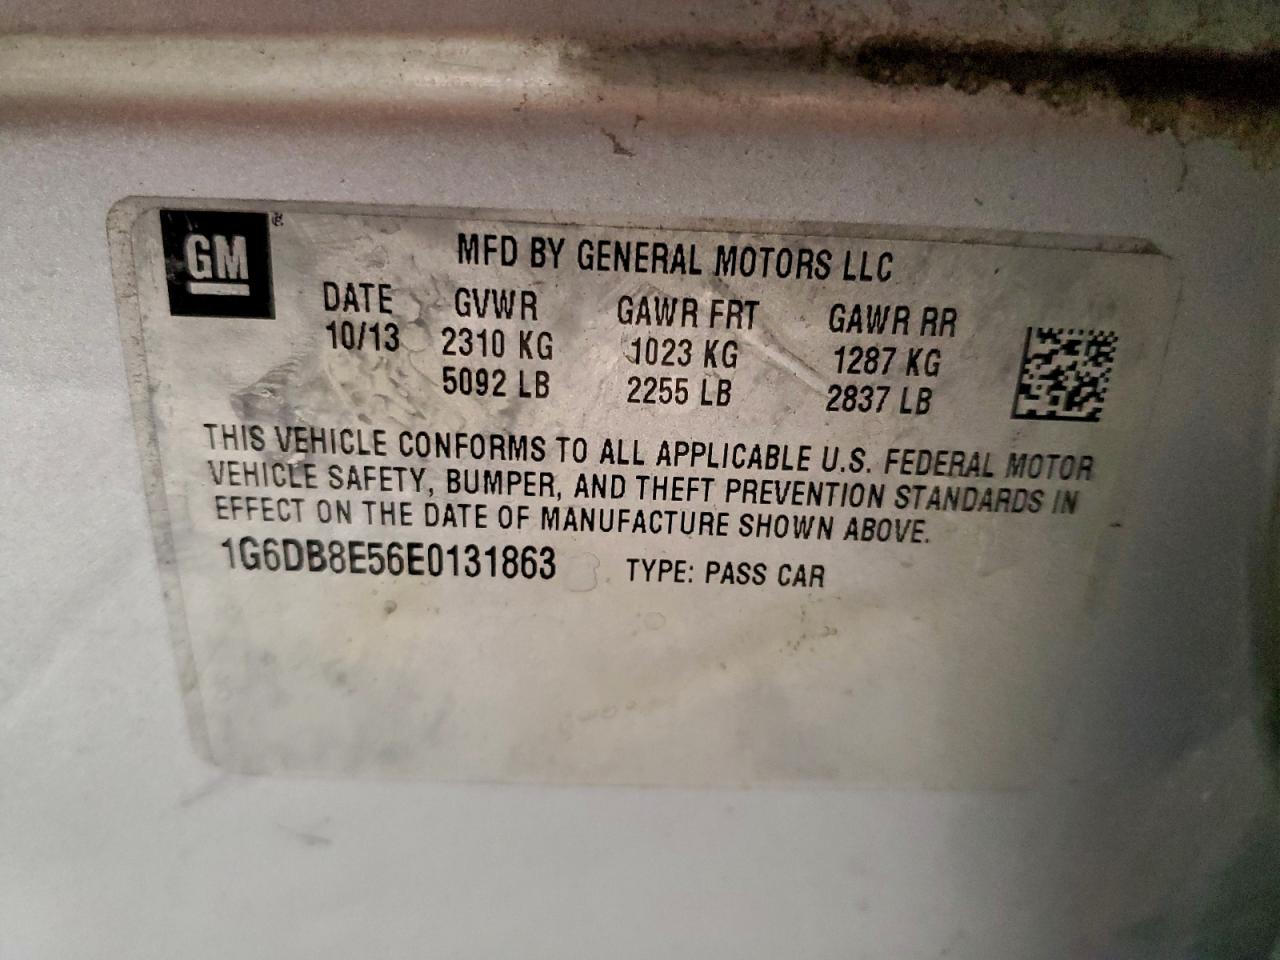 GM ®
MFD BY GENERAL MOTORS LLC
DATE GVWR GAWR FRT GAWR RR
10/13 2310 KG 1023 KG 1287 KG
5092 LB 2255 LB 2837 LB
THIS VEHICLE CONFORMS TO ALL APPLICABLE U.S. FEDERAL MOTOR
VEHICLE SAFETY, BUMPER, AND THEFT PREVENTION STANDARDS IN
EFFECT ON THE DATE OF MANUFACTURE SHOWN ABOVE.
1G6DB8E56E0131863 TYPE: PASS CAR